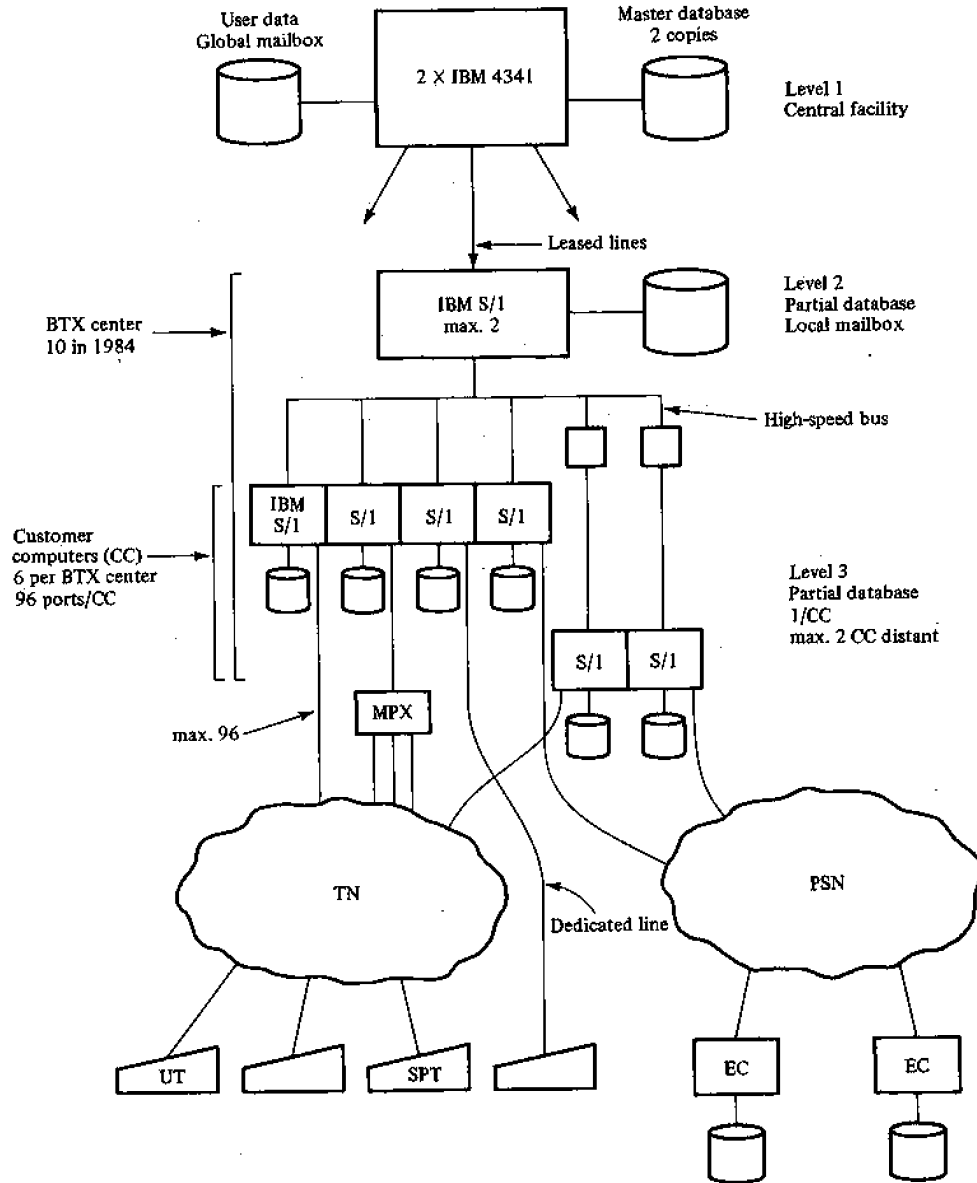 User data
Global mailbox
Master database
2 copies
2 × IBM 4341
Level 1
Central facility
Leased lines
IBM S/1
max. 2
Level 2
Partial database
Local mailbox
BTX center
10 in 1984
High-speed bus
IBM
S/1
S/1
S/1
S/1
Customer
computers (CC)
6 per BTX center
96 ports/CC
Level 3
Partial database
1/CC
max. 2 CC distant
S/1
S/1
MPX
max. 96
TN
PSN
Dedicated line
UT
SPT
EC
EC